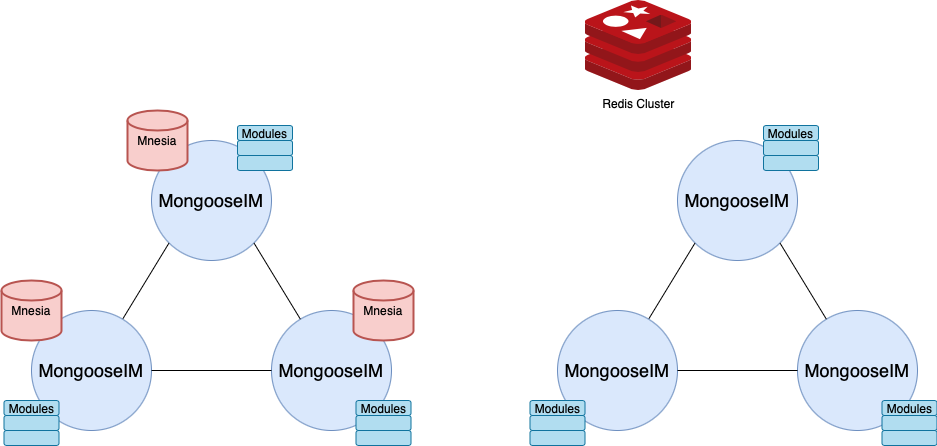 Redis Cluster
Mnesia
Modules
MongooseIM
Modules
MongooseIM
Mnesia
MongooseIM
Modules
Mnesia
MongooseIM
Modules
MongooseIM
Modules
MongooseIM
Modules